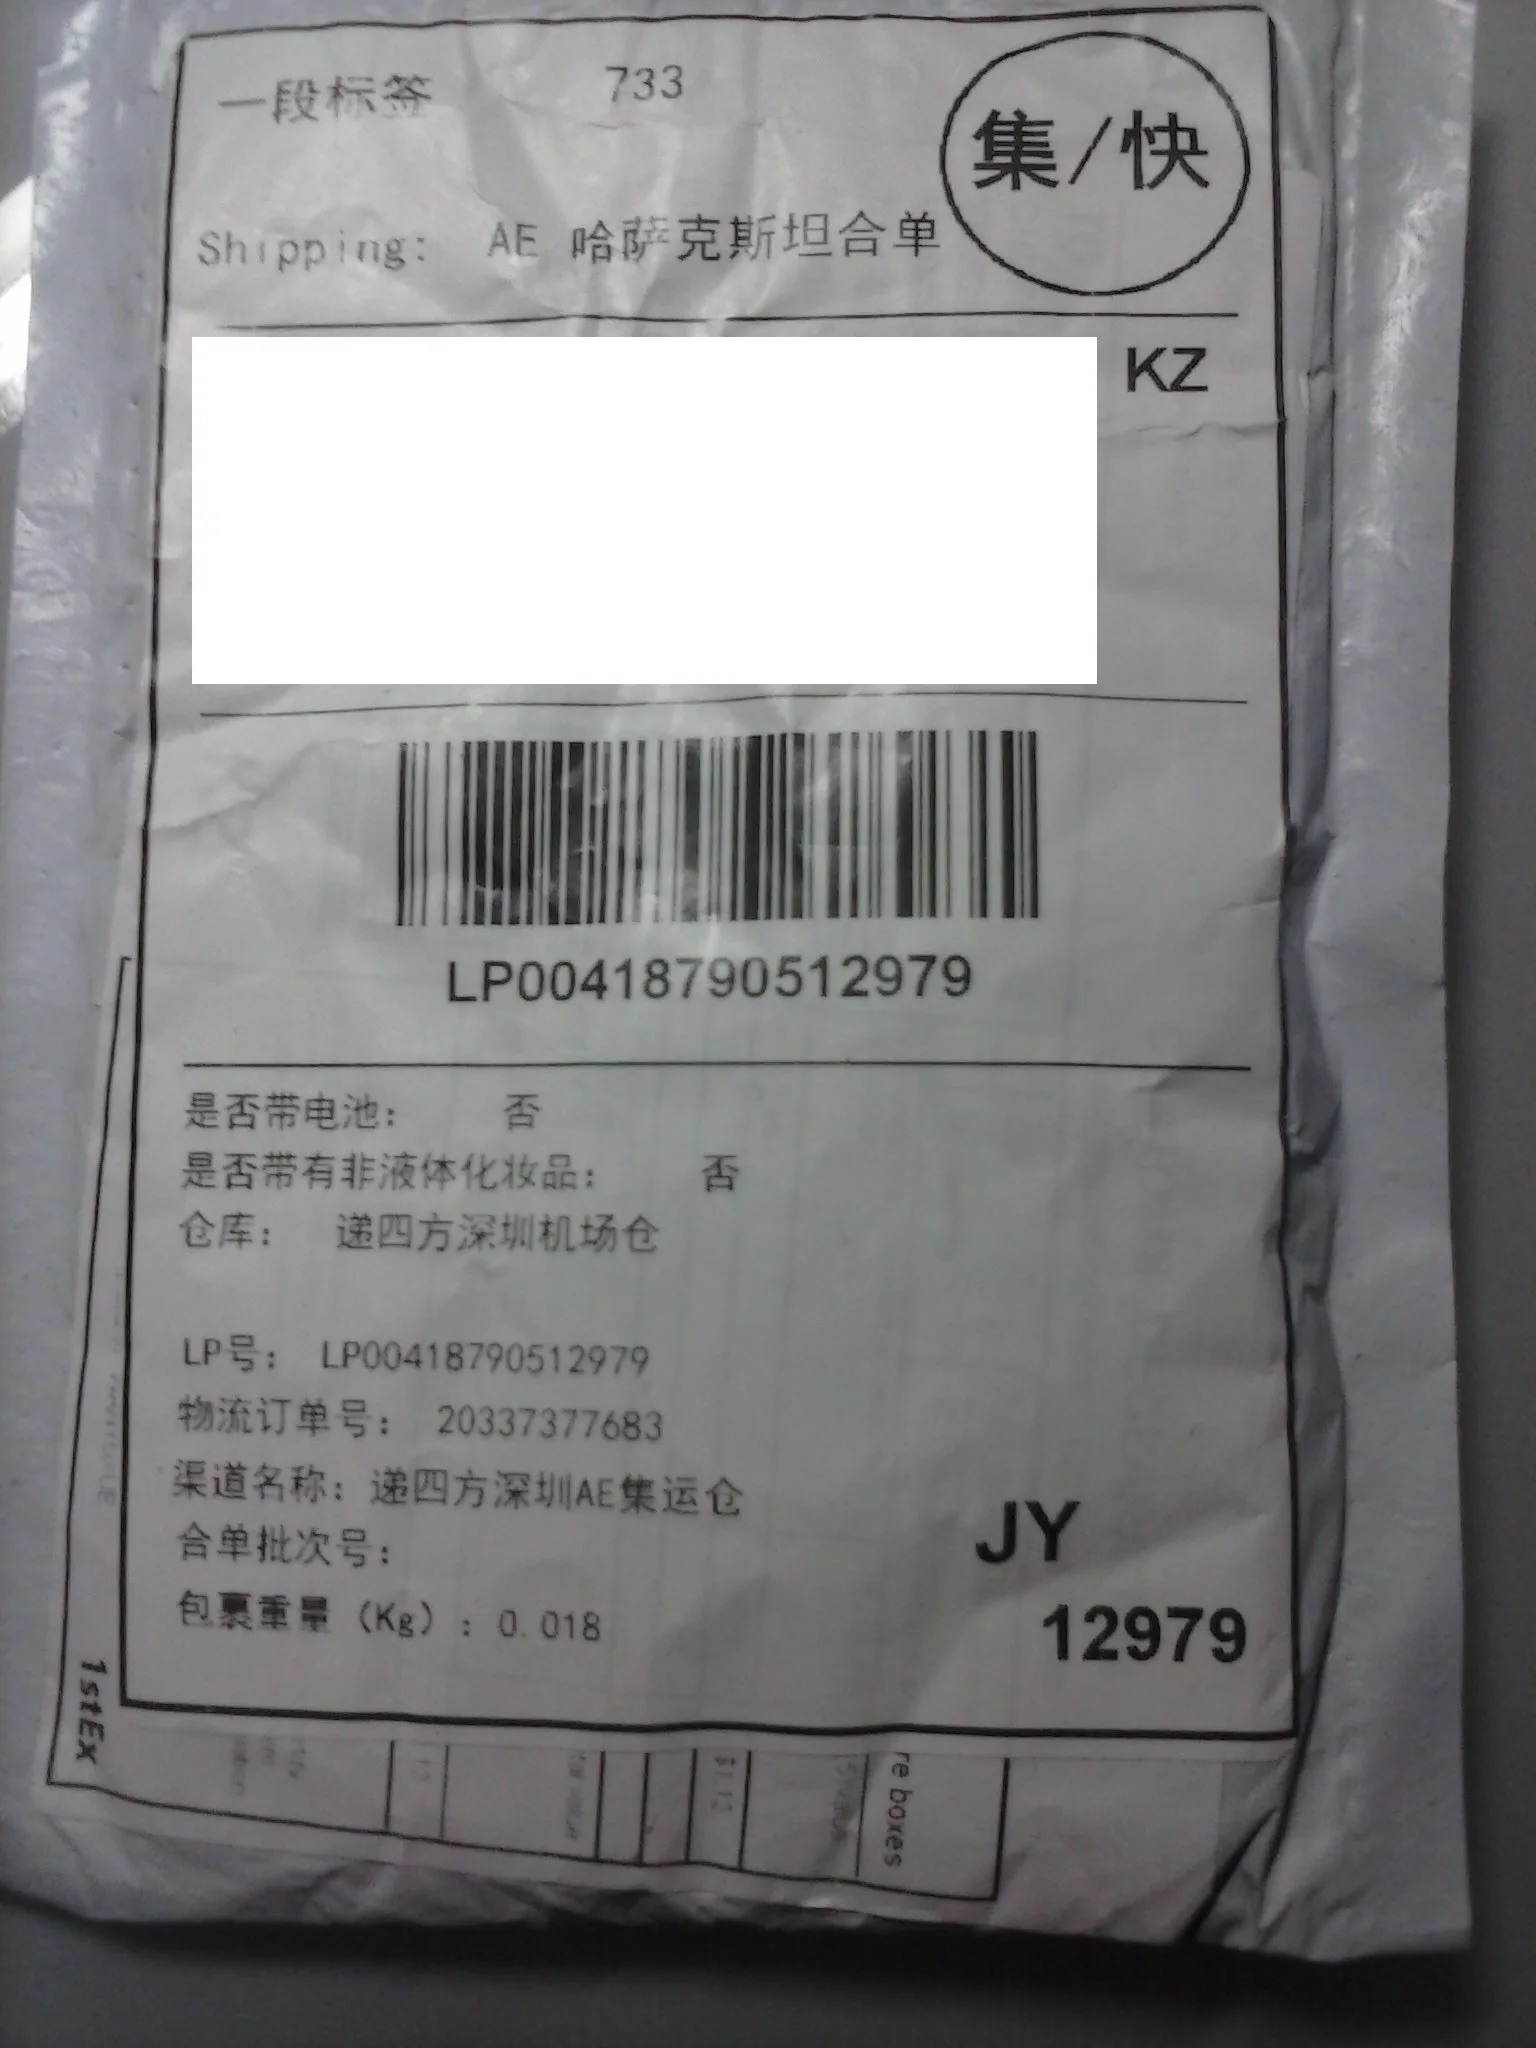 一段标签 733
集/快
Shipping: AE 哈萨克斯坦合单
KZ
LP00418790512979
是否带电池: 否
是否带有非液体化妆品: 否
仓库: 递四方深圳机场仓
LP号: LP00418790512979
物流订单号: 20337377683
渠道名称: 递四方深圳AE集运仓
合单批次号:
包裹重量 (Kg) : 0.018
JY
12979
1stEx
$1.12
re boxes